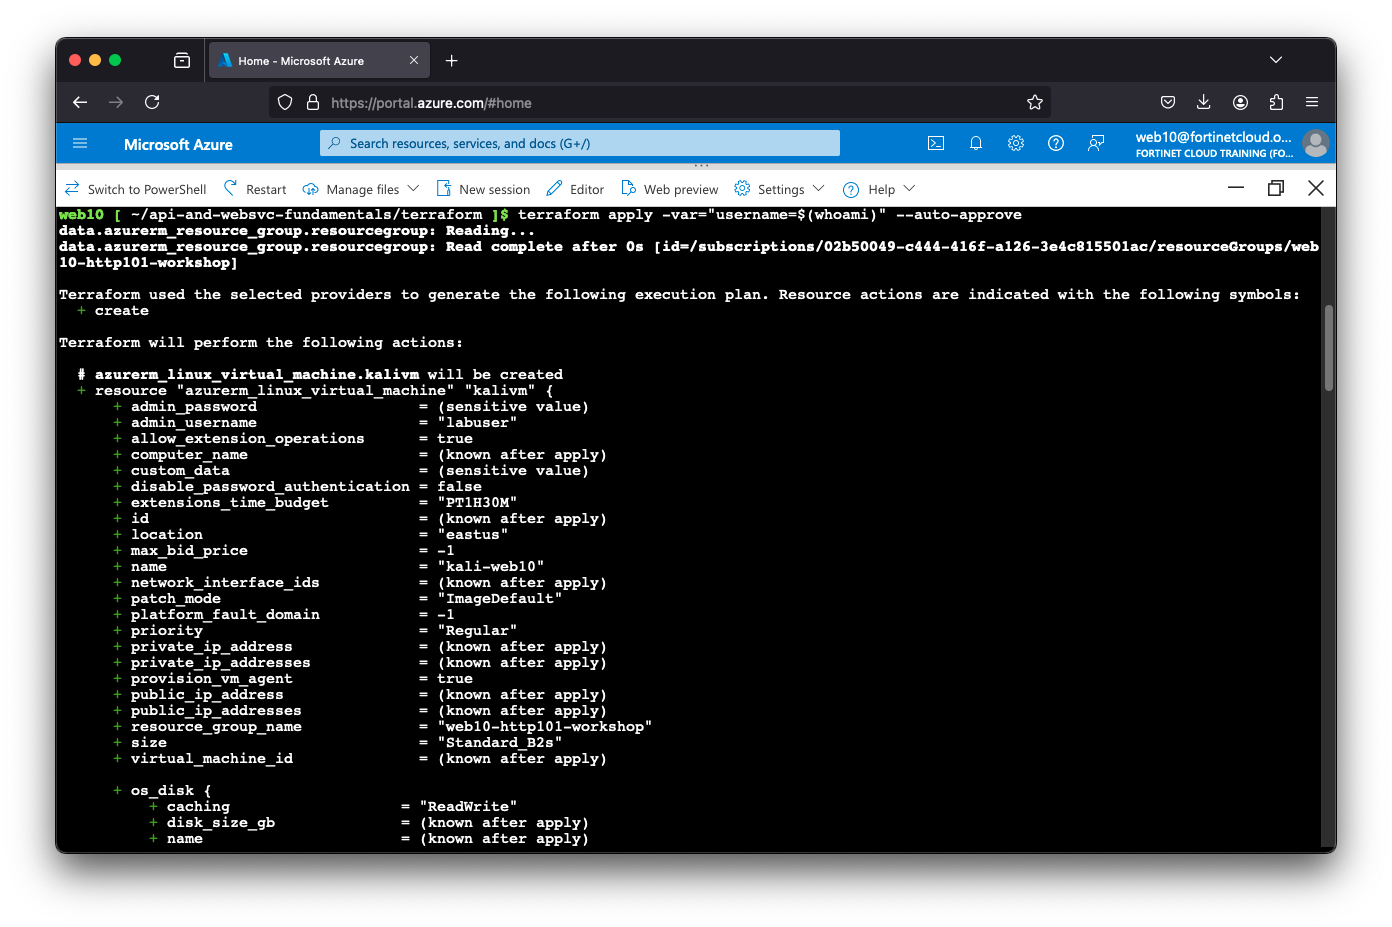 Home - Microsoft Azure
https://portal.azure.com/#home
Microsoft Azure
Search resources, services, and docs (G+/)
web10@fortinetcloud.o...
FORTINET CLOUD TRAINING (FO...
Switch to PowerShell Restart Manage files New session Editor Web preview Settings Help
web10 [ ~/api-and-websvc-fundamentals/terraform ]$ terraform apply -var="username=$(whoami)" --auto-approve
data.azurerm_resource_group.resourcegroup: Reading...
data.azurerm_resource_group.resourcegroup: Read complete after 0s [id=/subscriptions/02b50049-c444-416f-a126-3e4c815501ac/resourceGroups/web
10-http101-workshop]
Terraform used the selected providers to generate the following execution plan. Resource actions are indicated with the following symbols:
+ create
Terraform will perform the following actions:
# azurerm_linux_virtual_machine.kalivm will be created
+ resource "azurerm_linux_virtual_machine" "kalivm" {
+ admin_password = (sensitive value)
+ admin_username = "labuser"
+ allow_extension_operations = true
+ computer_name = (known after apply)
+ custom_data = (sensitive value)
+ disable_password_authentication = false
+ extensions_time_budget = "PT1H30M"
+ id = (known after apply)
+ location = "eastus"
+ max_bid_price = -1
+ name = "kali-web10"
+ network_interface_ids = (known after apply)
+ patch_mode = "ImageDefault"
+ platform_fault_domain = -1
+ priority = "Regular"
+ private_ip_address = (known after apply)
+ private_ip_addresses = (known after apply)
+ provision_vm_agent = true
+ public_ip_address = (known after apply)
+ public_ip_addresses = (known after apply)
+ resource_group_name = "web10-http101-workshop"
+ size = "Standard_B2s"
+ virtual_machine_id = (known after apply)
+ os_disk {
+ caching = "ReadWrite"
+ disk_size_gb = (known after apply)
+ name = (known after apply)